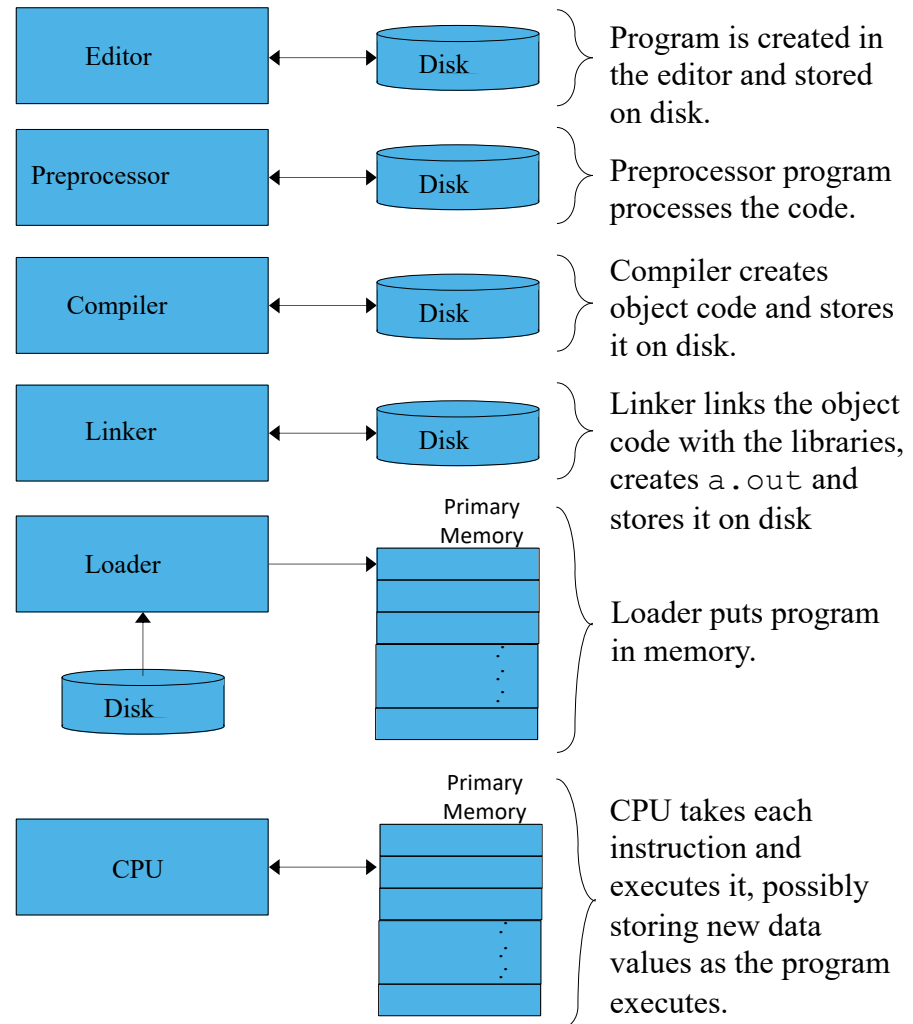 Editor
Disk
Program is created in
the editor and stored
on disk.
Preprocessor
Disk
Preprocessor program
processes the code.
Compiler
Disk
Compiler creates
object code and stores
it on disk.
Linker
Disk
Linker links the object
code with the libraries,
creates a.out and
stores it on disk
Loader
Disk
Primary
Memory
Loader puts program
in memory.
CPU
Primary
Memory
CPU takes each
instruction and
executes it, possibly
storing new data
values as the program
executes.